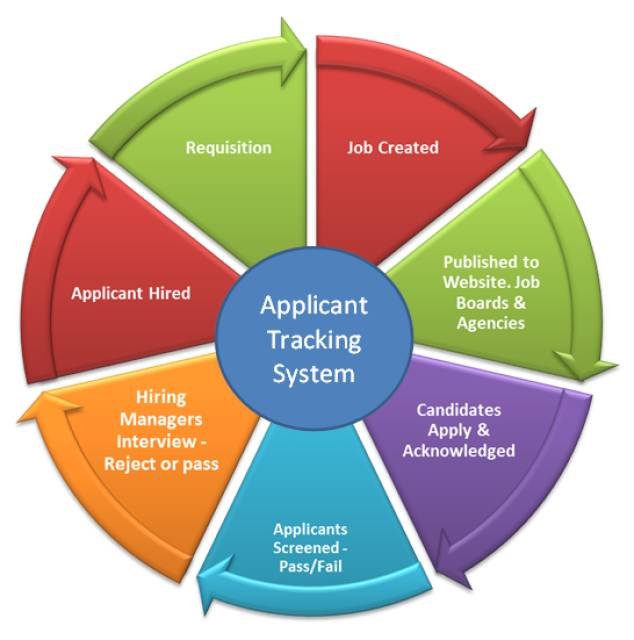 Requisition
Job Created
Published to
Website. Job
Boards &
Agencies
Candidates
Apply &
Acknowledged
Applicants
Screened -
Pass/Fail
Hiring
Managers
Interview -
Reject or pass
Applicant Hired
Applicant
Tracking
System